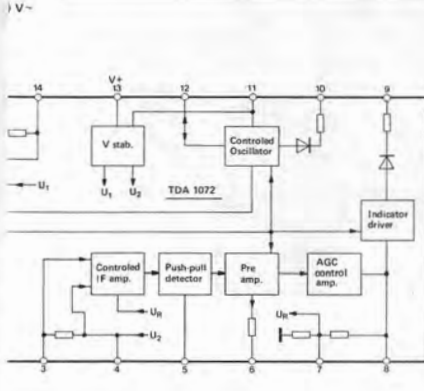 ) V~
V+
14
13
12
11
10
9
V stab.
Controled
Oscillator
U1
U1
U2
TDA 1072
Indicator
driver
Controled
IF amp.
Push-pull
detector
Pre
amp.
AGC
control
amp.
UR
UR
U2
3
4
5
6
7
8